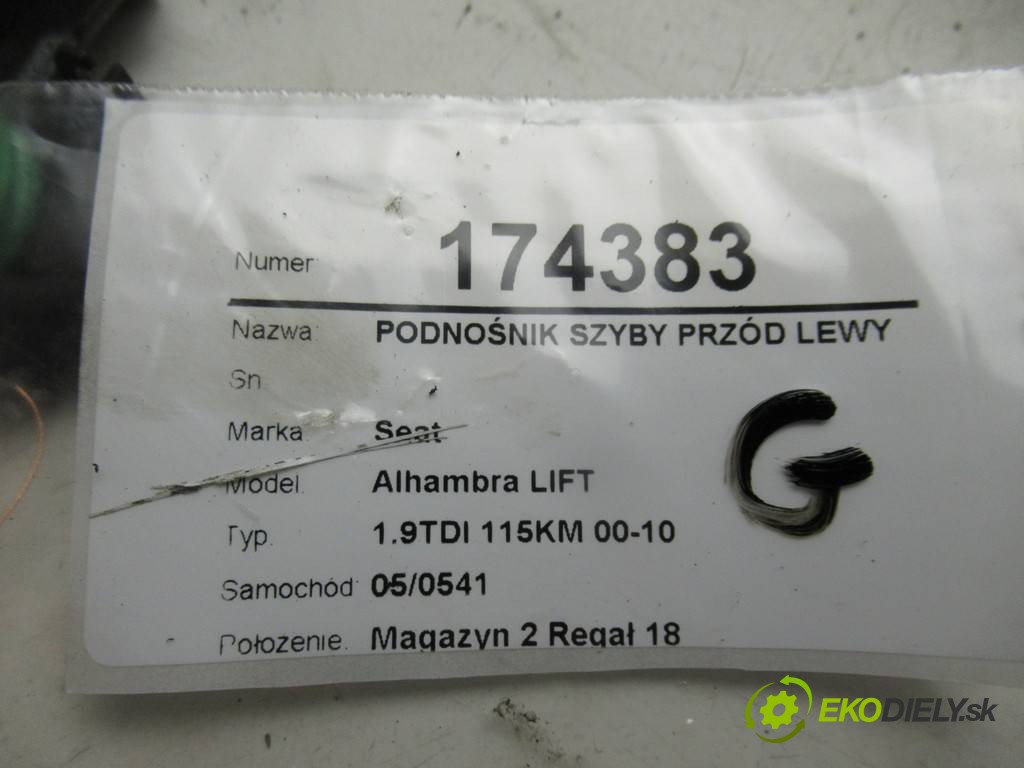 Numer: 174383
Nazwa: PODNOŚNIK SZYBY PRZÓD LEWY
Sn
Marka: Seat
Model: Alhambra LIFT
Typ: 1.9TDI 115KM 00-10
Samochód: 05/0541
Położenie: Magazyn 2 Regał 18
G
EKODIELY.sk